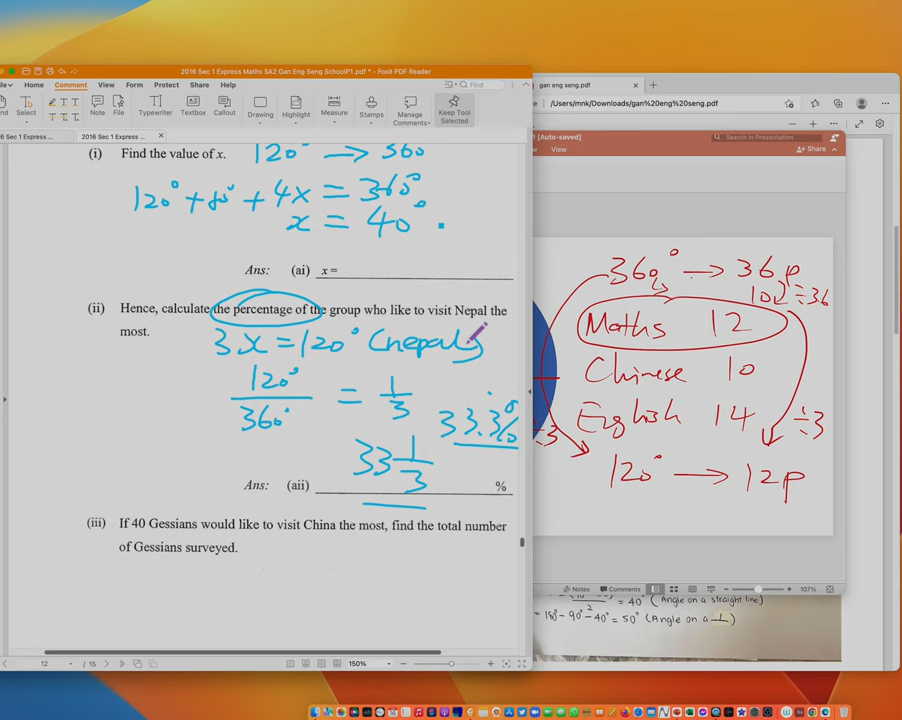 gan eng seng.pdf
2016 Sec 1 Express Maths SA2 Gan Eng Seng SchoolP1.pdf * - Foxit PDF Reader
Home Comment View Form Protect Share Help Find
/Users/mnk/Downloads/gan%20eng%20seng.pdf
Select Note File Typewriter Textbox Callout Drawing Highlight Measure Stamps Manage Comments Keep Tool Selected
6 Sec 1 Express ... 2016 Sec 1 Express ...
[Auto-saved] Search in Presentation
View Share
(i) Find the value of x. 120° → 360
120° + 80° + 4x = 360°
x = 40°.
Ans: (ai) x =
(ii) Hence, calculate the percentage of the group who like to visit Nepal the
most.
3x = 120° (nepal)
120°
360°
= 1/3
33.3%
33 1/3
Ans: (aii) %
(iii) If 40 Gessians would like to visit China the most, find the total number
of Gessians surveyed.
360° → 36p
102 ÷36
Maths 12
Chinese 10
English 14
÷3 ÷3
120° → 12p
Notes Comments 107%
= 40° (Angle on a straight line)
= 180° - 90° - 40° = 50° (Angle on a
12 / 15 150%